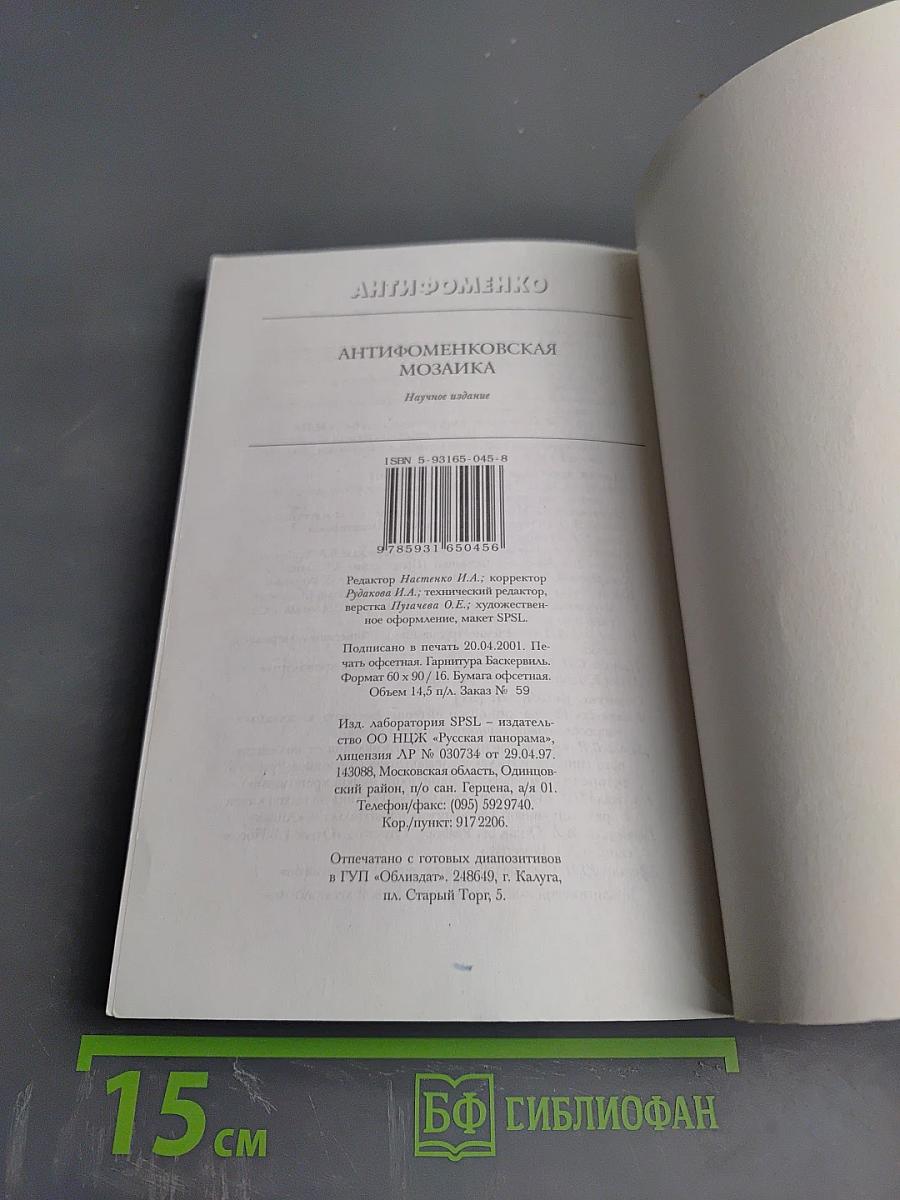 АНТИФОМЕНКО
АНТИФОМЕНКОВСКАЯ
МОЗАИКА
Научное издание
ISBN 5-93165-045-8
9 785931 650456
Редактор Настенко И.А.; корректор
Рудакова И.А.; технический редактор,
верстка Пугачева О.Е.; художествен-
ное оформление, макет SPSL.
Подписано в печать 20.04.2001. Пе-
чать офсетная. Гарнитура Баскервиль.
Формат 60 х 90 / 16. Бумага офсетная.
Объем 14,5 п/л. Заказ № 59
Изд. лаборатория SPSL – издатель-
ство ОО НЦЖ «Русская панорама»,
лицензия ЛР № 030734 от 29.04.97.
143088, Московская область, Одинцов-
ский район, п/о сан. Герцена, а/я 01.
Телефон/факс: (095) 5929740.
Кор./пункт: 9172206.
Отпечатано с готовых диапозитивов
в ГУП «Облиздат». 248649, г. Калуга,
пл. Старый Торг, 5.
15 см
БФ БИБЛИОФАН